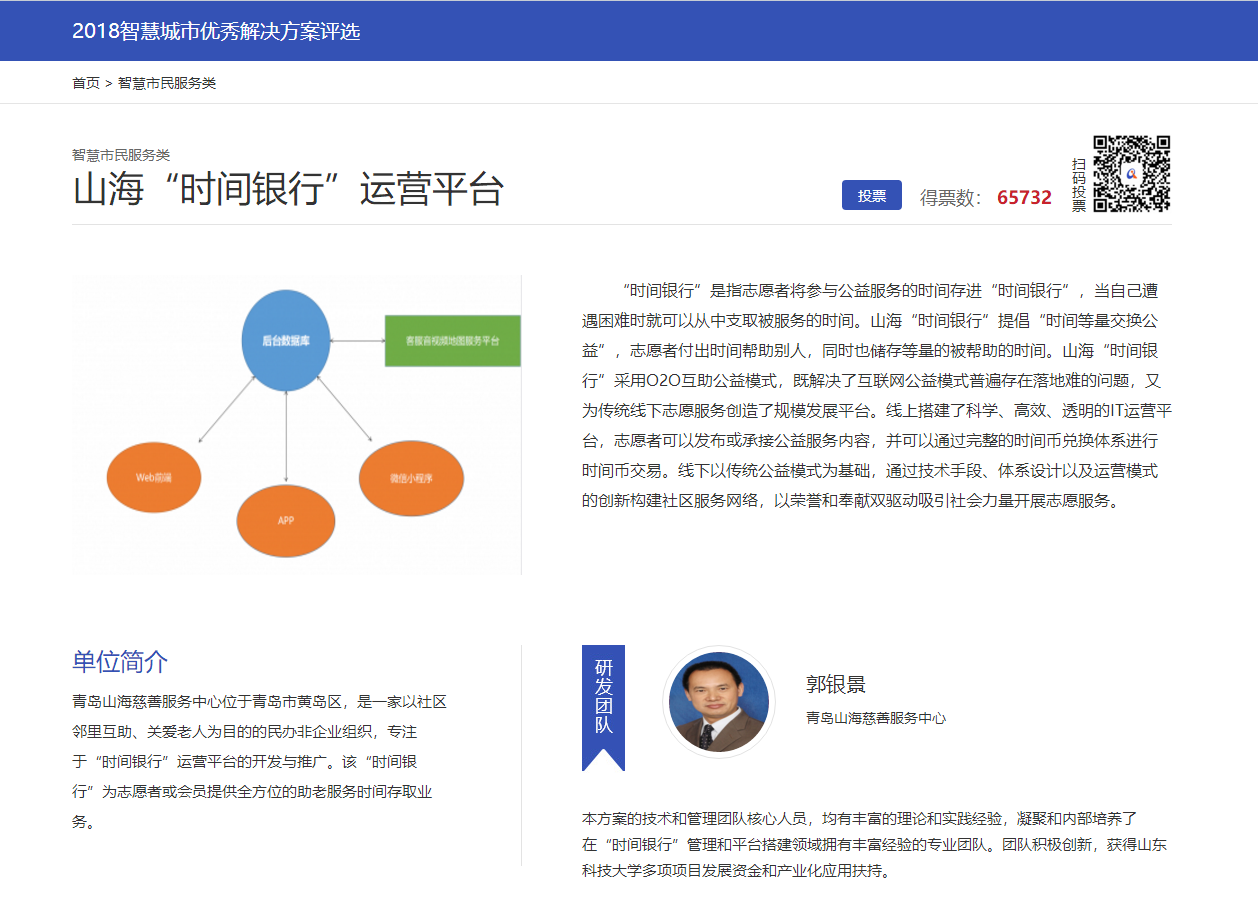 2018智慧城市优秀解决方案评选
首页 > 智慧市民服务类
智慧市民服务类
山海“时间银行”运营平台
投票
得票数：
65732
扫码投票
后台数据库
客服音视频地图服务平台
Web前端
微信小程序
APP
“时间银行”是指志愿者将参与公益服务的时间存进“时间银行”，当自己遭
遇困难时就可以从中支取被服务的时间。山海“时间银行”提倡“时间等量交换公
益”，志愿者付出时间帮助别人，同时也储存等量的被帮助的时间。山海“时间银
行”采用O2O互助公益模式，既解决了互联网公益模式普遍存在落地难的问题，又
为传统线下志愿服务创造了规模发展平台。线上搭建了科学、高效、透明的IT运营平
台，志愿者可以发布或承接公益服务内容，并可以通过完整的时间币兑换体系进行
时间币交易。线下以传统公益模式为基础，通过技术手段、体系设计以及运营模式
的创新构建社区服务网络，以荣誉和奉献双驱动吸引社会力量开展志愿服务。
单位简介
青岛山海慈善服务中心位于青岛市黄岛区，是一家以社区
邻里互助、关爱老人为目的的民办非企业组织，专注
于“时间银行”运营平台的开发与推广。该“时间银
行”为志愿者或会员提供全方位的助老服务时间存取业
务。
研发团队
郭银景
青岛山海慈善服务中心
本方案的技术和管理团队核心人员，均有丰富的理论和实践经验，凝聚和内部培养了
在“时间银行”管理和平台搭建领域拥有丰富经验的专业团队。团队积极创新，获得山东
科技大学多项项目发展资金和产业化应用扶持。